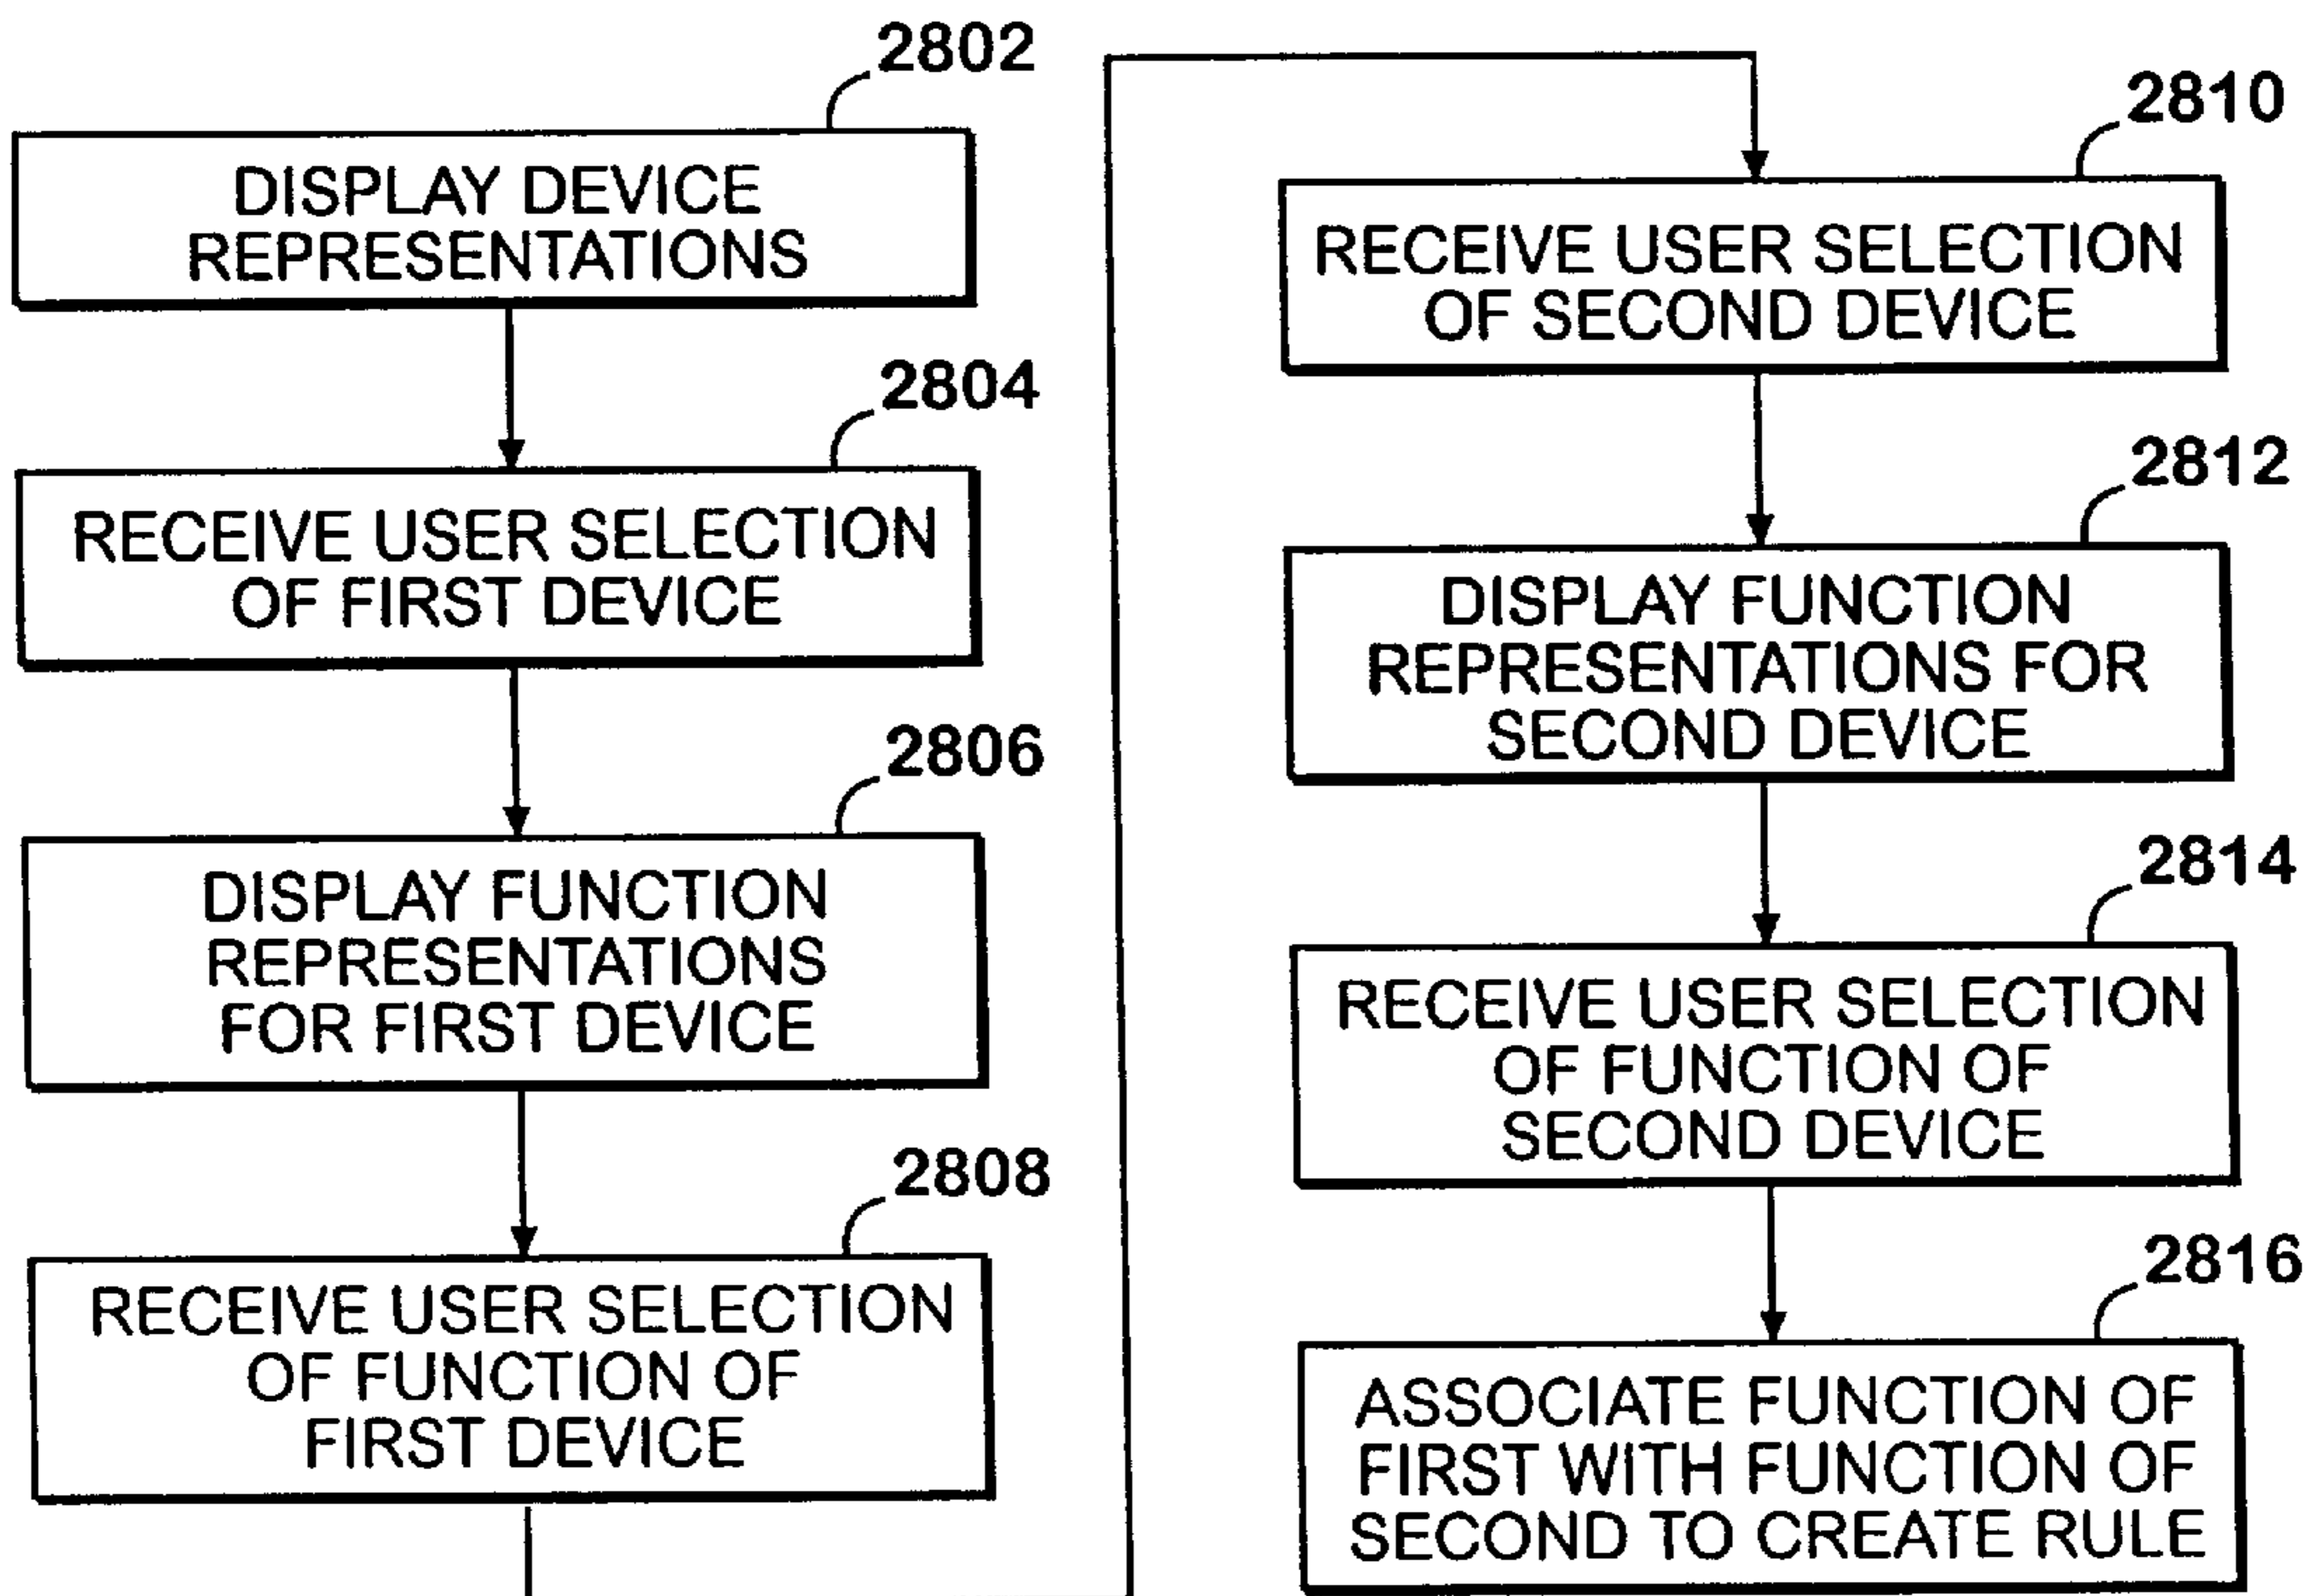 2802
DISPLAY DEVICE
REPRESENTATIONS
2804
RECEIVE USER SELECTION
OF FIRST DEVICE
2806
DISPLAY FUNCTION
REPRESENTATIONS
FOR FIRST DEVICE
2808
RECEIVE USER SELECTION
OF FUNCTION OF
FIRST DEVICE
2810
RECEIVE USER SELECTION
OF SECOND DEVICE
2812
DISPLAY FUNCTION
REPRESENTATIONS FOR
SECOND DEVICE
2814
RECEIVE USER SELECTION
OF FUNCTION OF
SECOND DEVICE
2816
ASSOCIATE FUNCTION OF
FIRST WITH FUNCTION OF
SECOND TO CREATE RULE